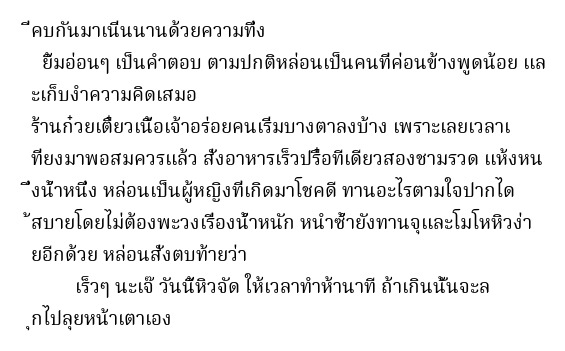 ีคบกันมาเนิ่นนานด้วยความทึ่ง
ยิ้มอ่อนๆ เป็นคำตอบ ตามปกติหล่อนเป็นคนที่ค่อนข้างพูดน้อย แล
ะเก็บงำความคิดเสมอ
ร้านก๋วยเตี๋ยวเนื้อเจ้าอร่อยคนเริ่มบางตาลงบ้าง เพราะเลยเวลาเ
ที่ยงมาพอสมควรแล้ว สั่งอาหารเร็วปรื๋อทีเดียวสองชามรวด แห้งหน
ึ่งน้ำหนึ่ง หล่อนเป็นผู้หญิงที่เกิดมาโชคดี ทานอะไรตามใจปากได
้สบายโดยไม่ต้องพะวงเรื่องน้ำหนัก หนำซ้ำยังทานจุและโมโหหิวง่า
ยอีกด้วย หล่อนสั่งตบท้ายว่า
เร็วๆ นะเจ๊ วันนี้หิวจัด ให้เวลาทำห้านาที ถ้าเกินนั้นจะล
ุกไปลุยหน้าเตาเอง